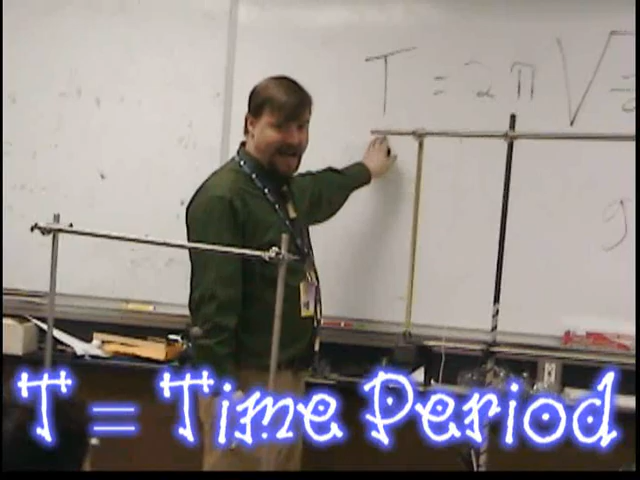 T = 2π√
g
T = Time Period